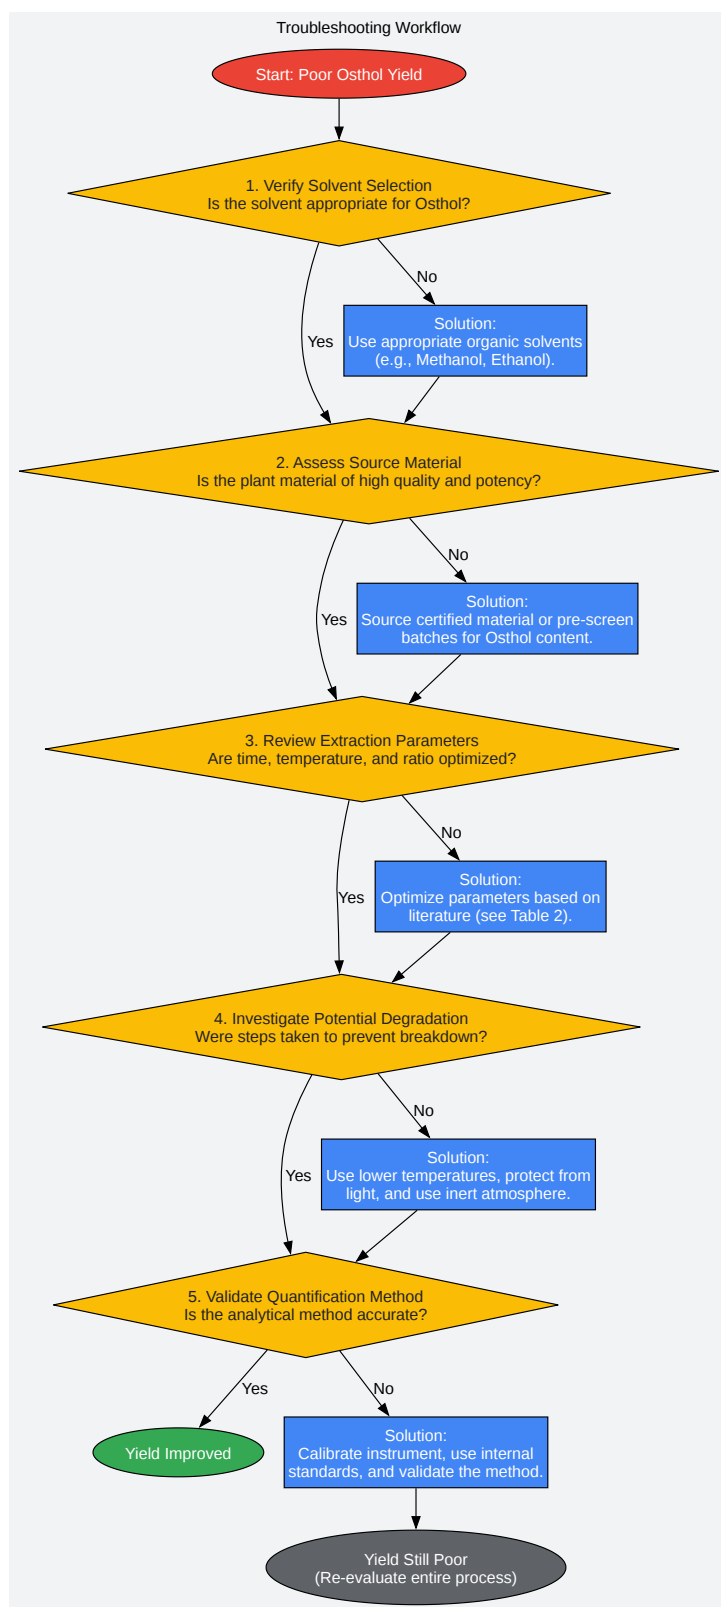 Troubleshooting Workflow
Start: Poor Osthol Yield
1. Verify Solvent Selection
Is the solvent appropriate for Osthol?
No
Yes
Solution:
Use appropriate organic solvents
(e.g., Methanol, Ethanol).
2. Assess Source Material
Is the plant material of high quality and potency?
No
Yes
Solution:
Source certified material or pre-screen
batches for Osthol content.
3. Review Extraction Parameters
Are time, temperature, and ratio optimized?
No
Yes
Solution:
Optimize parameters based on
literature (see Table 2).
4. Investigate Potential Degradation
Were steps taken to prevent breakdown?
No
Yes
Solution:
Use lower temperatures, protect from
light, and use inert atmosphere.
5. Validate Quantification Method
Is the analytical method accurate?
Yes
No
Yield Improved
Solution:
Calibrate instrument, use internal
standards, and validate the method.
Yield Still Poor
(Re-evaluate entire process)